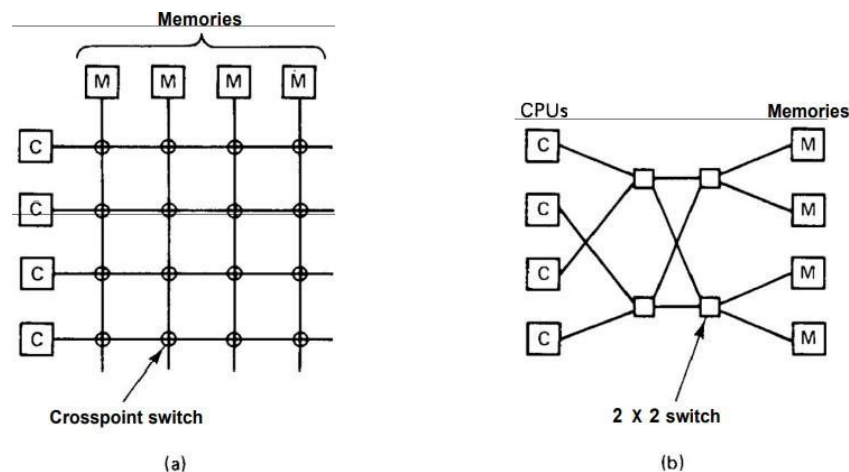 Memories
M M M M
C
C
C
C
Crosspoint switch
(a)
CPUs Memories
C M
C M
C M
C M
2 X 2 switch
(b)